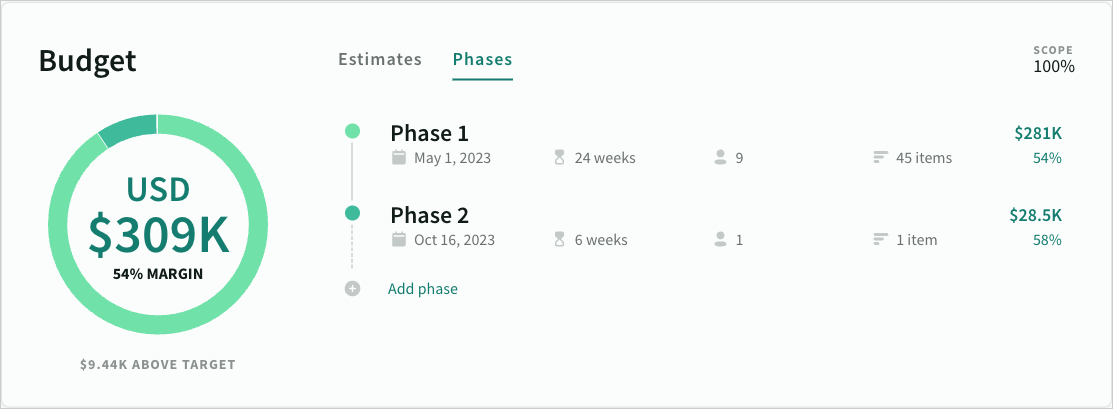 Budget
Estimates
Phases
SCOPE
100%
USD
$309K
54% MARGIN
$9.44K ABOVE TARGET
Phase 1
$281K
May 1, 2023
24 weeks
9
45 items
54%
Phase 2
$28.5K
Oct 16, 2023
6 weeks
1
1 item
58%
Add phase